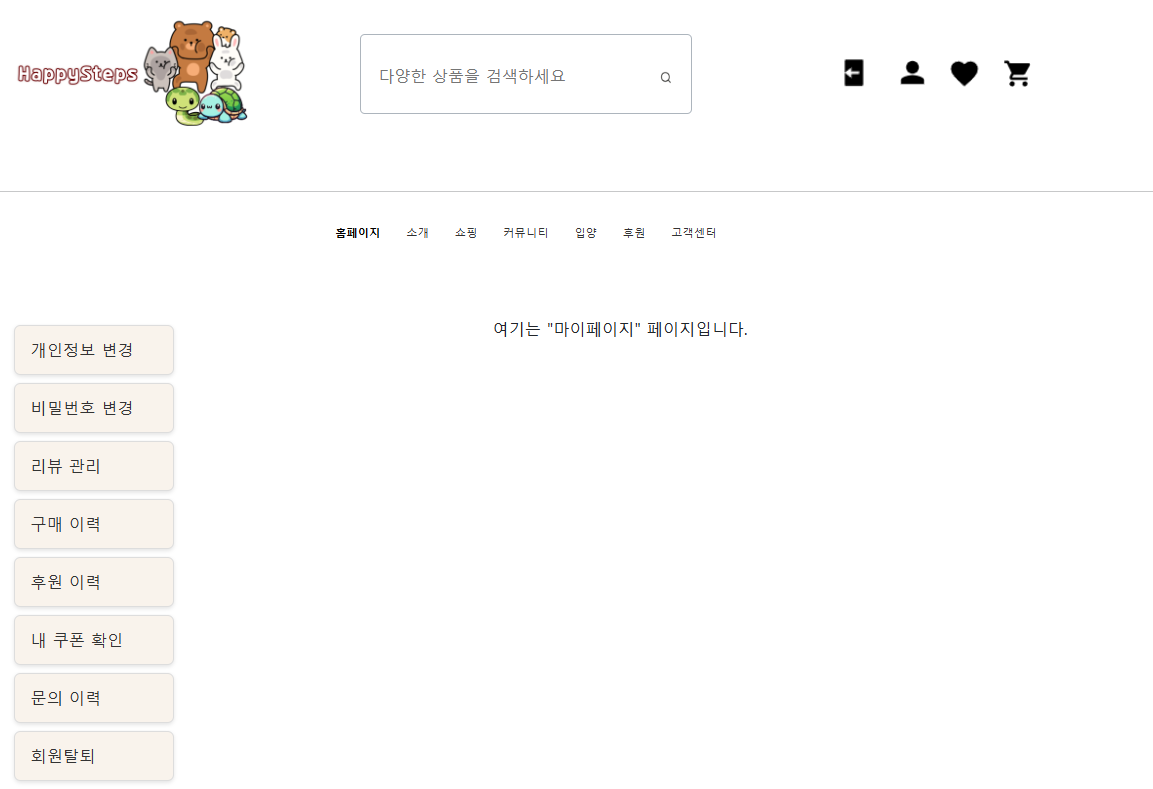 HappySteps
다양한 상품을 검색하세요
홈페이지 소개 쇼핑 커뮤니티 입양 후원 고객센터
여기는 "마이페이지" 페이지입니다.
개인정보 변경
비밀번호 변경
리뷰 관리
구매 이력
후원 이력
내 쿠폰 확인
문의 이력
회원탈퇴